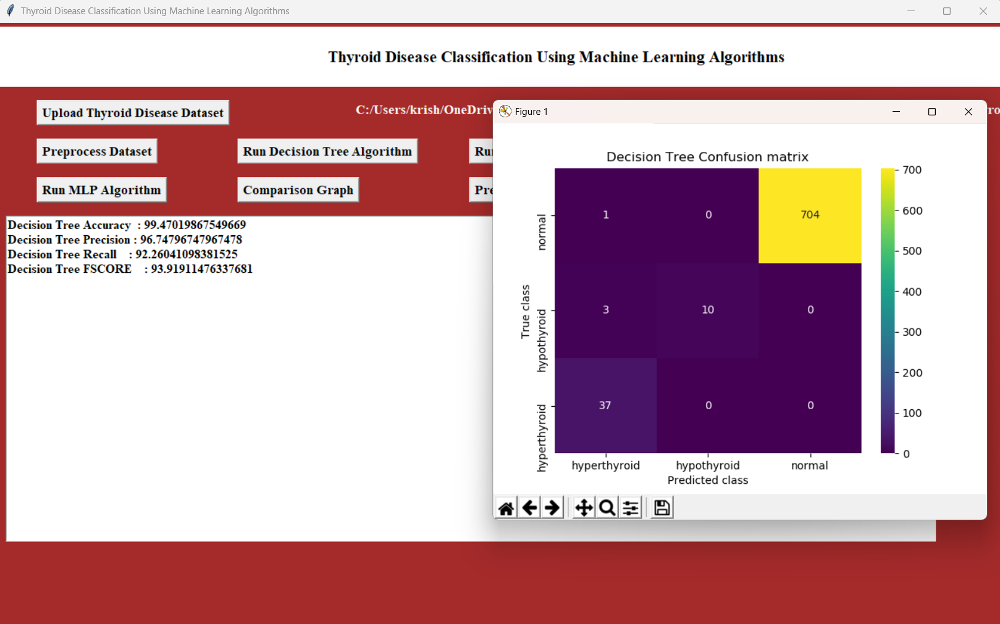 Thyroid Disease Classification Using Machine Learning Algorithms
Thyroid Disease Classification Using Machine Learning Algorithms
Upload Thyroid Disease Dataset
C:/Users/krish/OneDriv
Preprocess Dataset
Run Decision Tree Algorithm
Run MLP Algorithm
Comparison Graph
Decision Tree Accuracy : 99.47019867549669
Decision Tree Precision : 96.74796747967478
Decision Tree Recall : 92.26041098381525
Decision Tree FSCORE : 93.91911476337681
Figure 1
Decision Tree Confusion matrix
True class
normal
1 0 704
hypothyroid
3 10 0
hyperthyroid
37 0 0
hyperthyroid hypothyroid normal
Predicted class
700
600
500
400
300
200
100
0